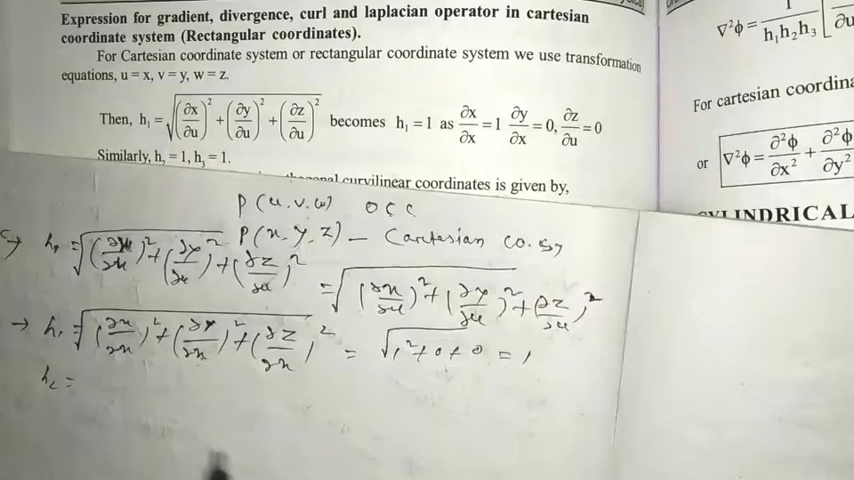 Expression for gradient, divergence, curl and laplacian operator in cartesian
coordinate system (Rectangular coordinates).
For Cartesian coordinate system or rectangular coordinate system we use transformation
equations, u = x, v = y, w = z.
Then, h₁ = √((∂x/∂u)² + (∂y/∂u)² + (∂z/∂u)²) becomes h₁ = 1 as ∂x/∂x = 1 ∂y/∂x = 0, ∂z/∂u = 0
Similarly, h₂ = 1, h₃ = 1.
curvilinear coordinates is given by,
P (u, v, w) O C C
P (x, y, z) – Cartesian co. sy
h₁ = √((∂x/∂u)² + (∂y/∂u)² + (∂z/∂u)²) = √((∂x/∂u)² + (∂y/∂u)² + (∂z/∂u)²)
→ h₁ = √((∂x/∂x)² + (∂y/∂x)² + (∂z/∂x)²) = √(1² + 0 + 0) = 1
h₂ =
∇²ϕ = 1/(h₁h₂h₃) [
For cartesian coordina
or ∇²ϕ = ∂²ϕ/∂x² + ∂²ϕ/∂y²
CYLINDRICAL